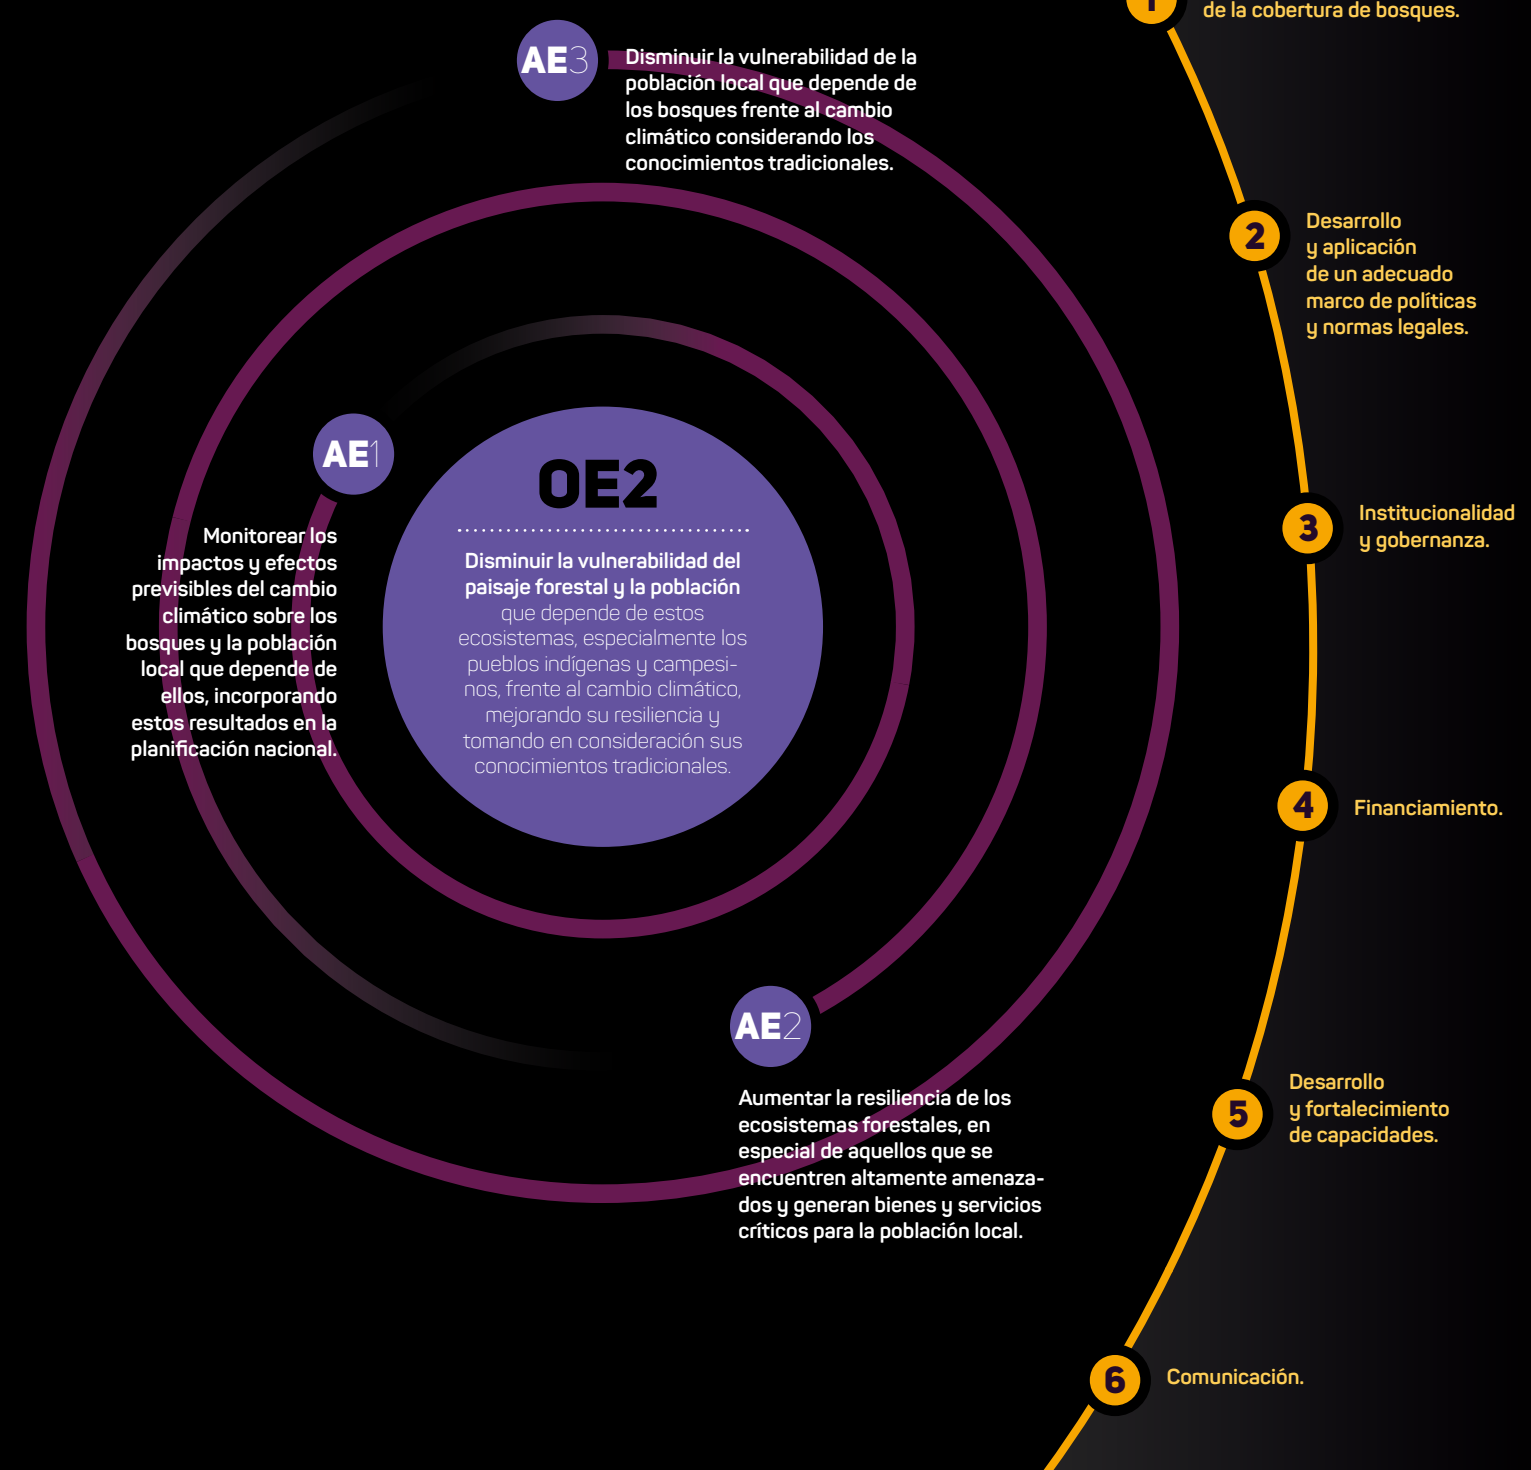 AE3
Disminuir la vulnerabilidad de la
población local que depende de
los bosques frente al cambio
climático considerando los
conocimientos tradicionales.
AE1
Monitorear los
impactos y efectos
previsibles del cambio
climático sobre los
bosques y la población
local que depende de
ellos, incorporando
estos resultados en la
planificación nacional.
OE2
Disminuir la vulnerabilidad del
paisaje forestal y la población
que depende de estos
ecosistemas, especialmente los
pueblos indígenas y campesi-
nos, frente al cambio climático,
mejorando su resiliencia y
tomando en consideración sus
conocimientos tradicionales.
AE2
Aumentar la resiliencia de los
ecosistemas forestales, en
especial de aquellos que se
encuentren altamente amenaza-
dos y generan bienes y servicios
críticos para la población local.
1
de la cobertura de bosques.
2
Desarrollo
y aplicación
de un adecuado
marco de políticas
y normas legales.
3
Institucionalidad
y gobernanza.
4
Financiamiento.
5
Desarrollo
y fortalecimiento
de capacidades.
6
Comunicación.